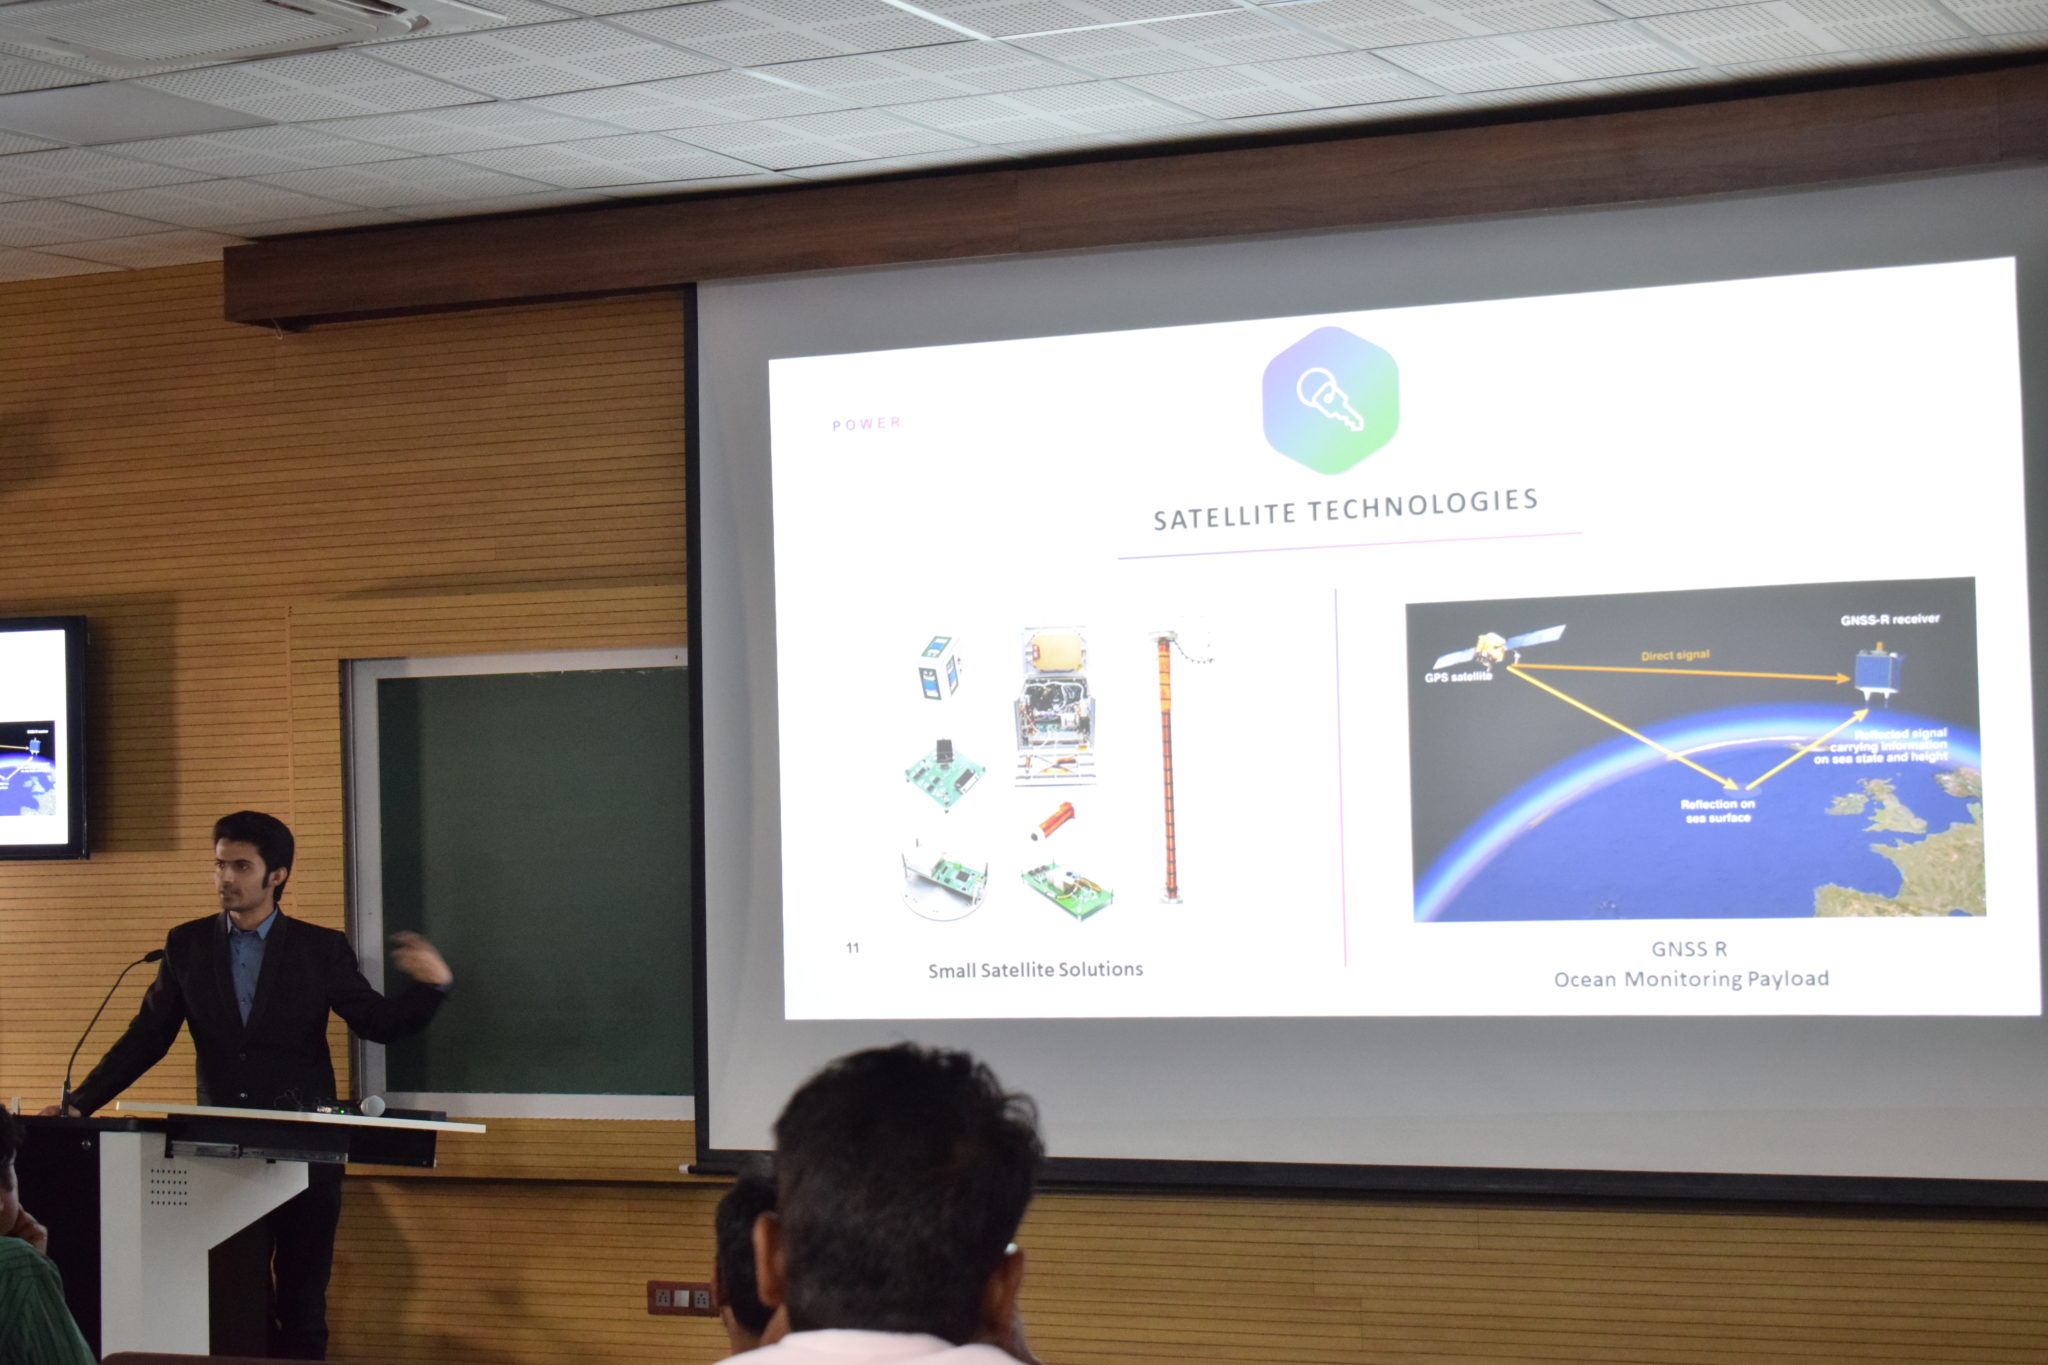 POWER
SATELLITE TECHNOLOGIES
GNSS-R receiver
Direct signal
GPS satellite
Reflected signal
carrying information
on sea state and height
Reflection on
sea surface
11
Small Satellite Solutions
GNSS R
Ocean Monitoring Payload